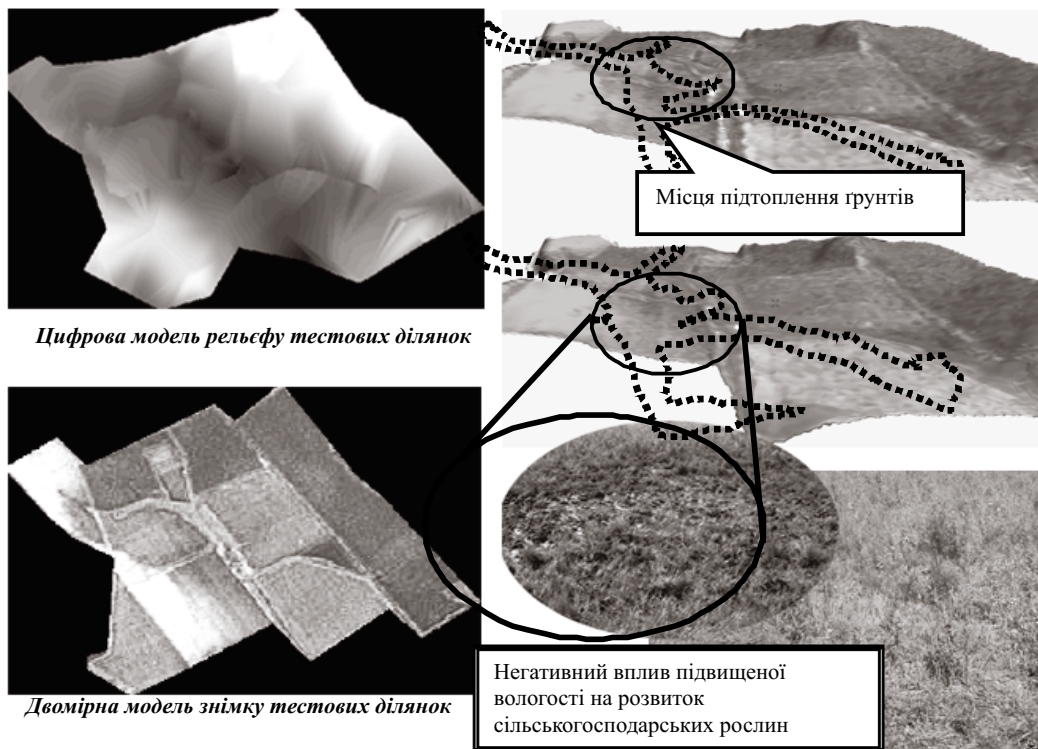 Місця підтоплення ґрунтів
Цифрова модель рельєфу тестових ділянок
Двомірна модель знімку тестових ділянок
Негативний вплив підвищеної
вологості на розвиток
сільськогосподарських рослин